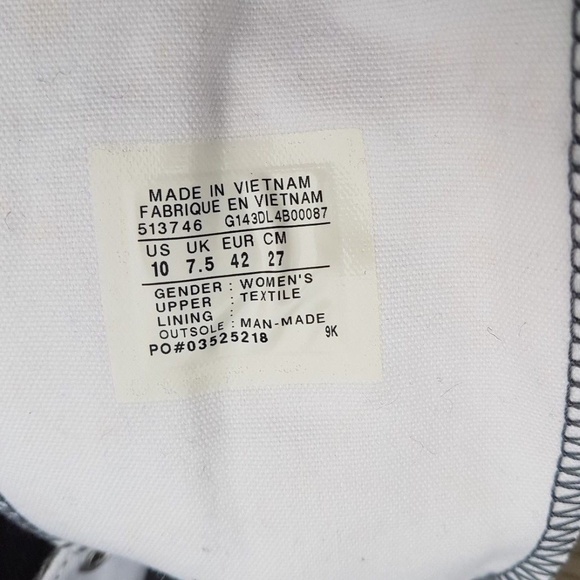 MADE IN VIETNAM
FABRIQUE EN VIETNAM
513746 G143DL4B00087
US UK EUR CM
10 7.5 42 27
GENDER : WOMEN'S
UPPER : TEXTILE
LINING :
OUTSOLE : MAN-MADE
PO#03525218 9K